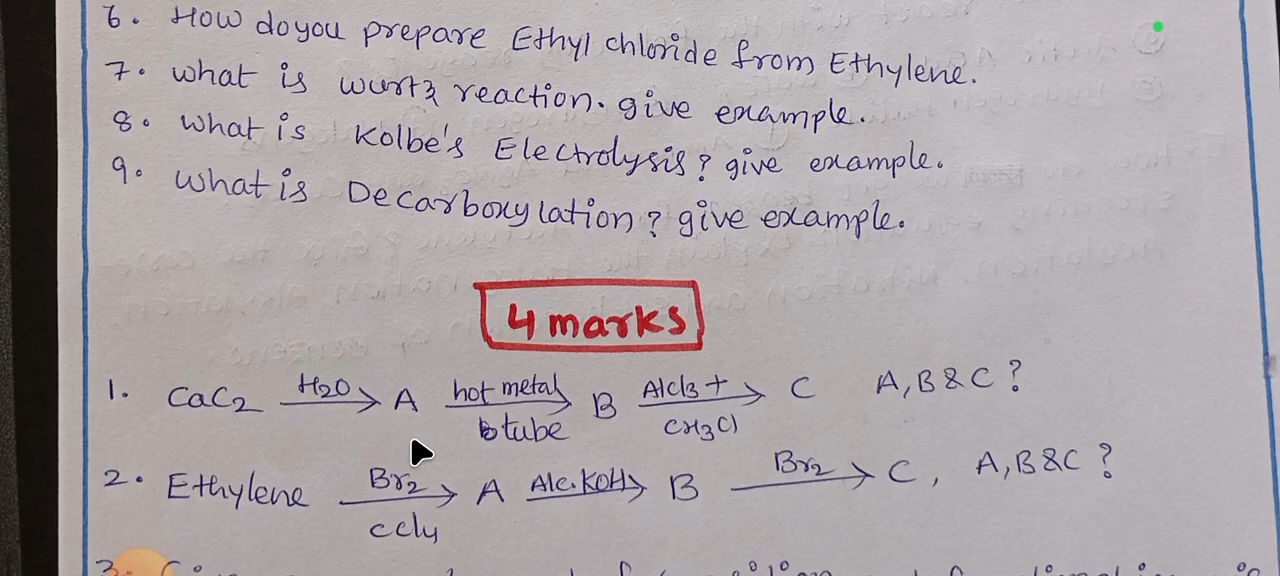 6. How do you prepare Ethyl chloride from Ethylene.
7. what is wurtz reaction. give example.
8. what is Kolbe's Electrolysis? give example.
9. What is Decarboxylation? give example.
4 marks
1. CaC2 H2O→ A hot metal→ tube B Alcl3 +→ CH3Cl C A, B & C ?
2. Ethylene Br2→ ccl4 A Alc.KOH→ B Br2→ C, A, B & C ?
3.